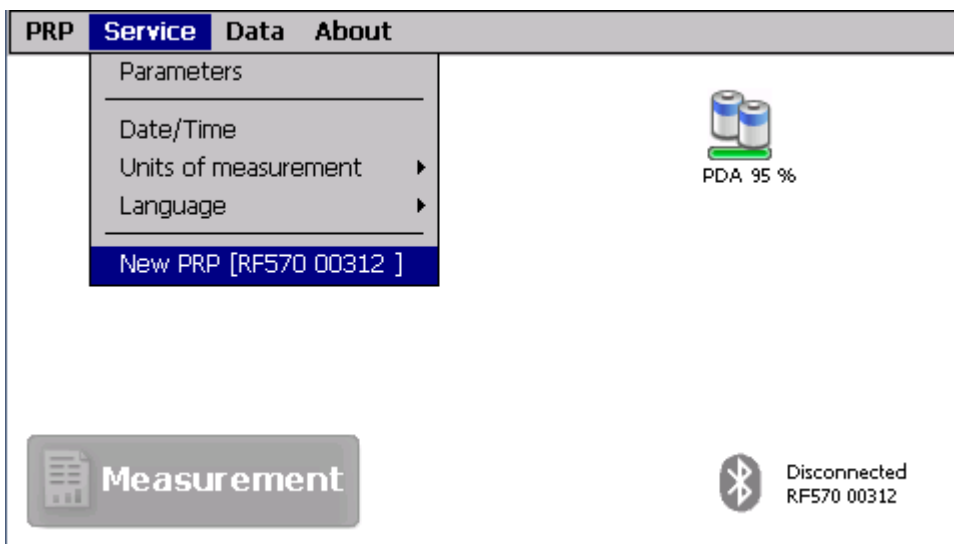 PRP Service Data About
Parameters
Date/Time
Units of measurement
Language
New PRP [RF570 00312 ]
PDA 95 %
Measurement
Disconnected
RF570 00312